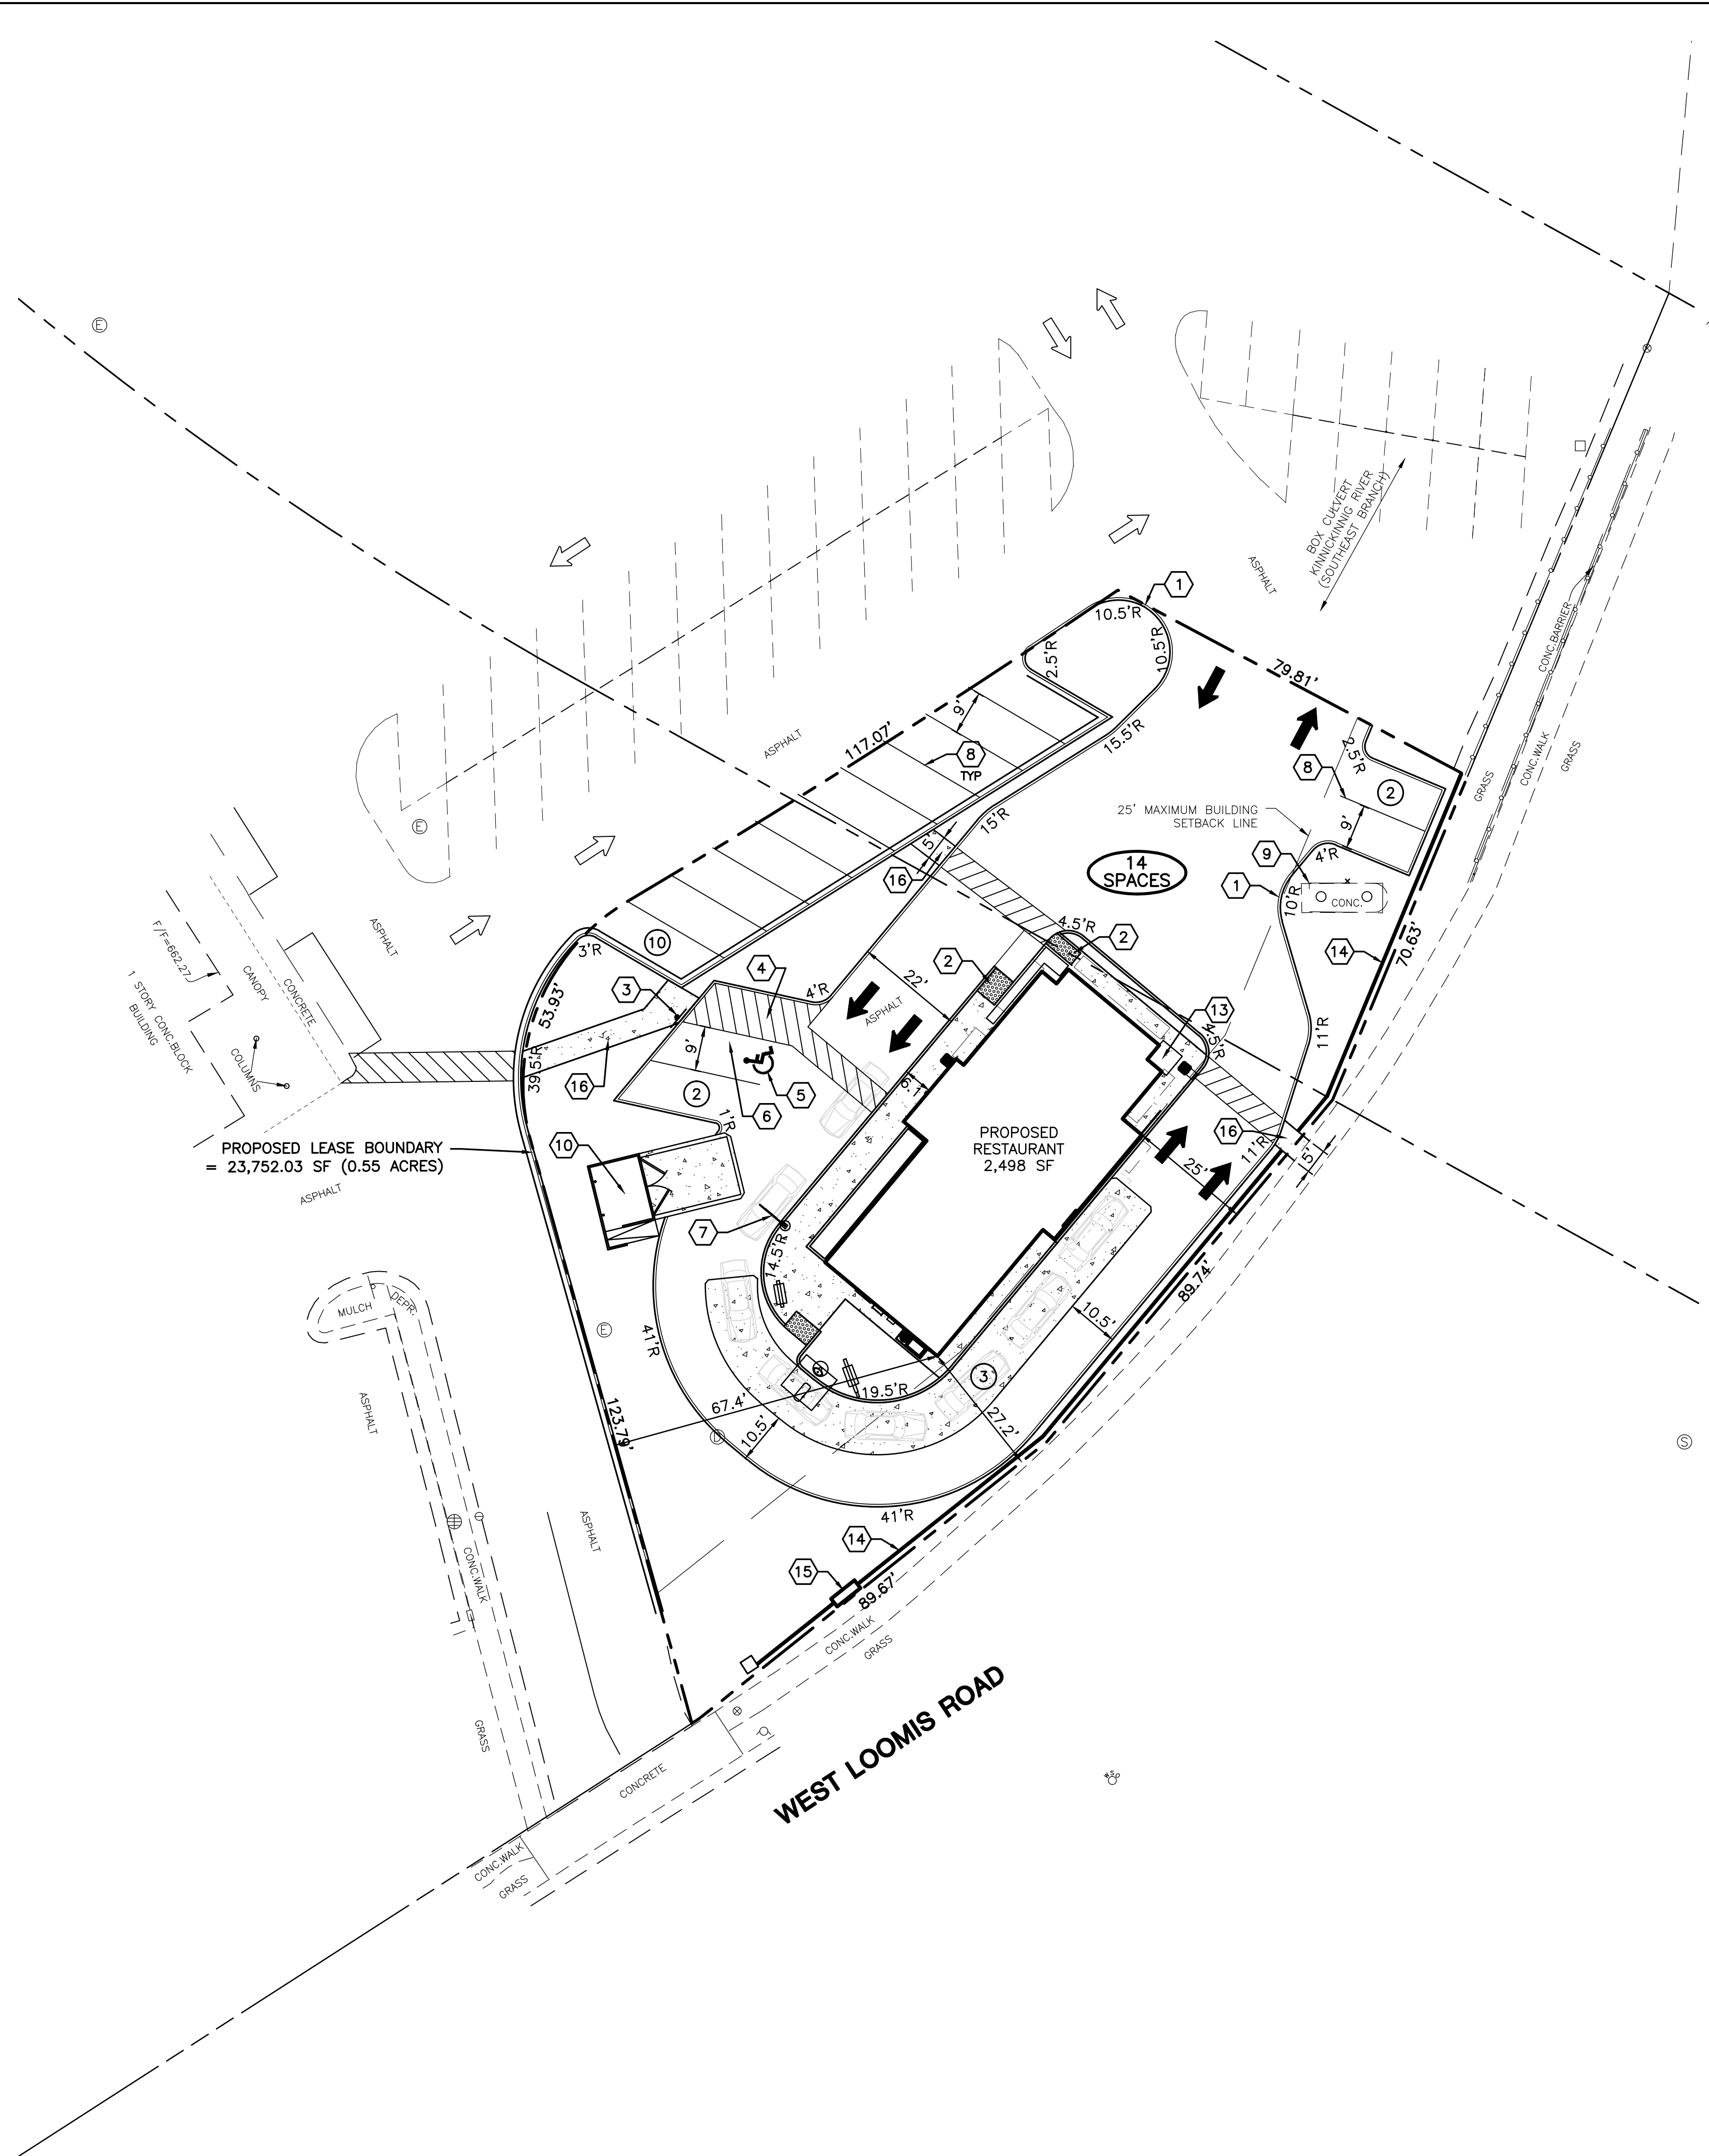 E
BOX CULVERT
KINNICKINNIG RIVER
(SOUTHEAST BRANCH)
ASPHALT
CONC.BARRIER
1
10.5'R
10.5'R
2.5'R
79.81'
9'
117.07'
ASPHALT
8
TYP
15.5'R
2.5'R
8
2
9'
GRASS
CONC.WALK
GRASS
25' MAXIMUM BUILDING
SETBACK LINE
15'R
5'
16
14
SPACES
9
4'R
1
10'R
CONC.
E
ASPHALT
F/F=662.27
CANOPY
CONCRETE
1 STORY CONC.BLOCK
BUILDING
COLUMNS
3'R
10
53.93'
3
4
4'R
22'
ASPHALT
2
4.5'R
2
14
70.63'
13
4.5'R
11'R
39.5'R
16
9'
5
6
2
1'R
6.1'
PROPOSED
RESTAURANT
2,498 SF
16
5'
11'R
25'
PROPOSED LEASE BOUNDARY
= 23,752.03 SF (0.55 ACRES)
ASPHALT
10
7
14.5'R
89.74'
MULCH
DEPR.
E
41'R
10.5'
3
19.5'R
27.2'
67.4'
10.5'
D
123.79'
ASPHALT
S
41'R
ASPHALT
CONC.WALK
14
15
89.67'
CONC.WALK
GRASS
WEST LOOMIS ROAD
GRASS
CONCRETE
CONC.WALK
GRASS